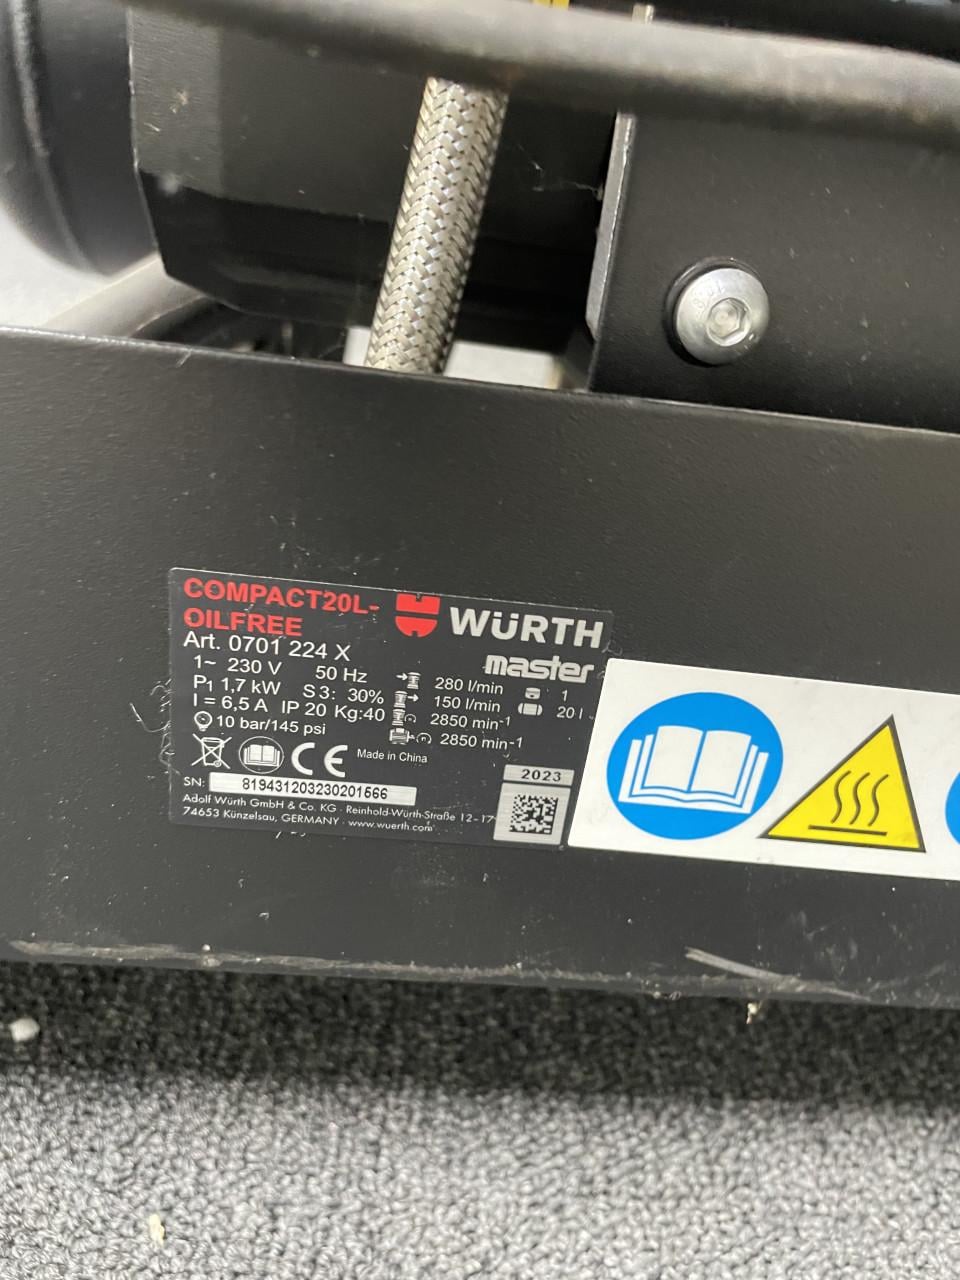 COMPACT20L-
OILFREE
WÜRTH
master
Art. 0701 224 X
1~ 230 V 50 Hz
P1 1,7 kW S3: 30%
I = 6,5 A IP 20 Kg:40
10 bar/145 psi
280 l/min
150 l/min
2850 min-1
2850 min-1
1
20 l
CE
Made in China
SN: 819431203230201566
2023
Adolf Würth GmbH & Co. KG · Reinhold-Würth-Straße 12-17
74653 Künzelsau, GERMANY · www.wuerth.com